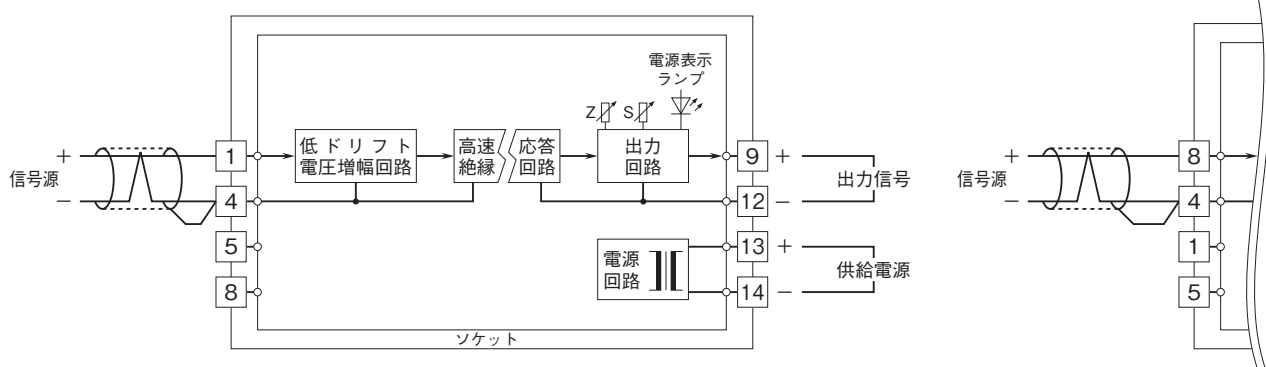 電源表示
ランプ
Z
S
+
信号源
−
1
4
5
8
低ドリフト
電圧増幅回路
高速
絶縁
応答
回路
出力
回路
電源
回路
9
+
12
−
出力信号
13
+
14
−
供給電源
ソケット
+
信号源
−
8
4
1
5